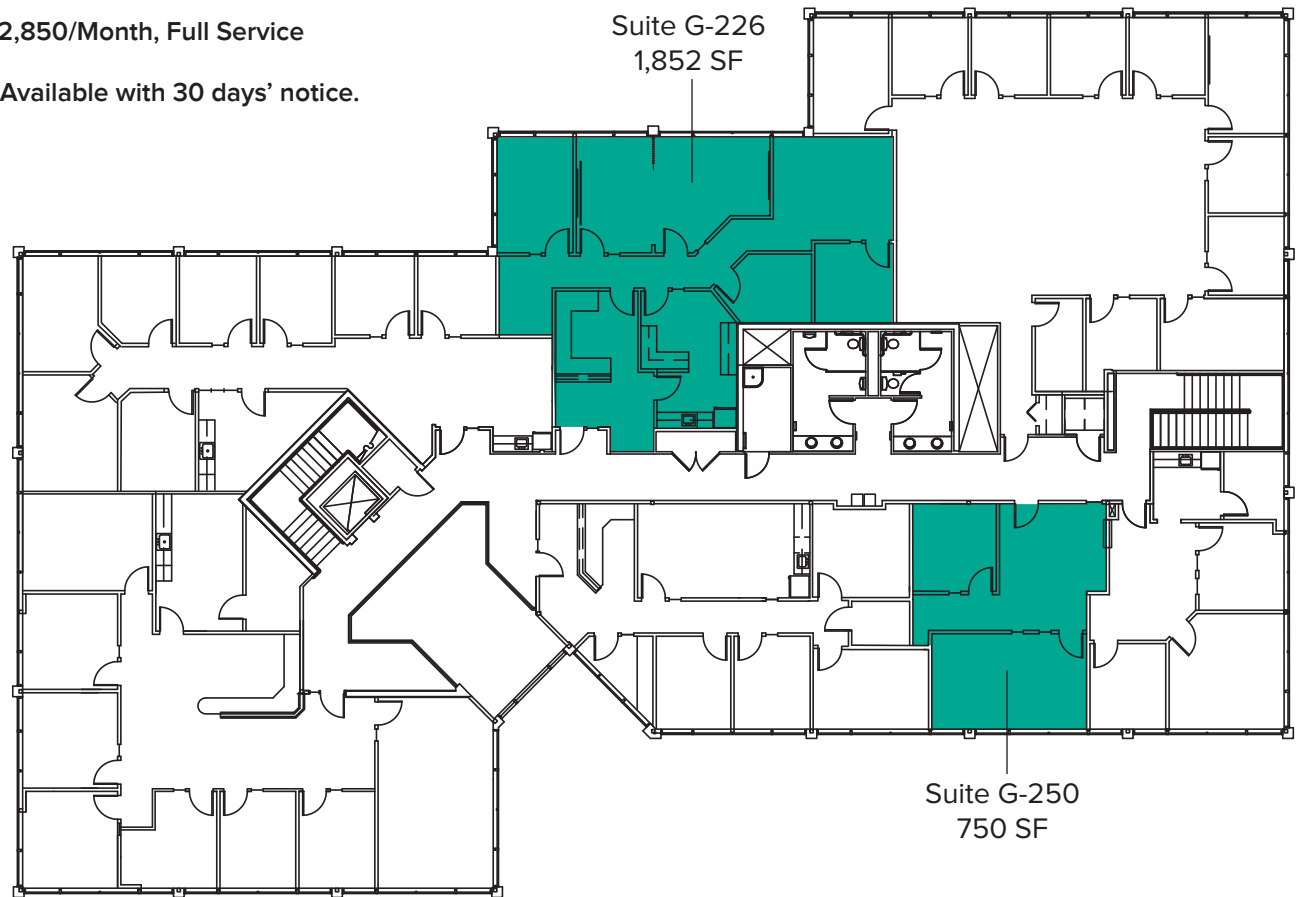 2,850/Month, Full Service
Available with 30 days’ notice.
Suite G-226
1,852 SF
Suite G-250
750 SF